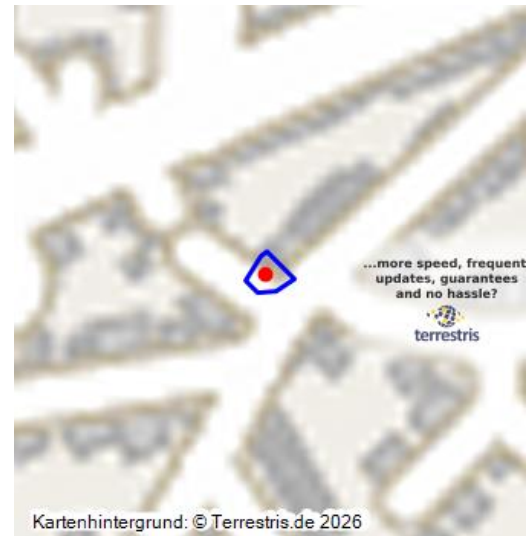 ...more speed, frequent
updates, guarantees
and no hassle?
terrestris
Kartenhintergrund: © Terrestris.de 2026